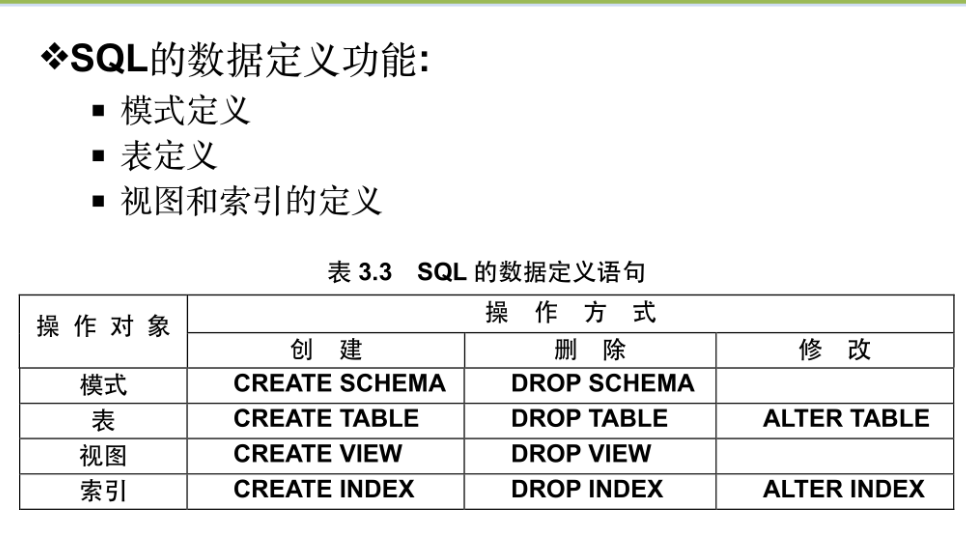 ❖SQL的数据定义功能:
▪ 模式定义
▪ 表定义
▪ 视图和索引的定义
表 3.3 SQL 的数据定义语句
操 作 对 象
操 作 方 式
创 建 删 除 修 改
模式 CREATE SCHEMA DROP SCHEMA
表 CREATE TABLE DROP TABLE ALTER TABLE
视图 CREATE VIEW DROP VIEW
索引 CREATE INDEX DROP INDEX ALTER INDEX